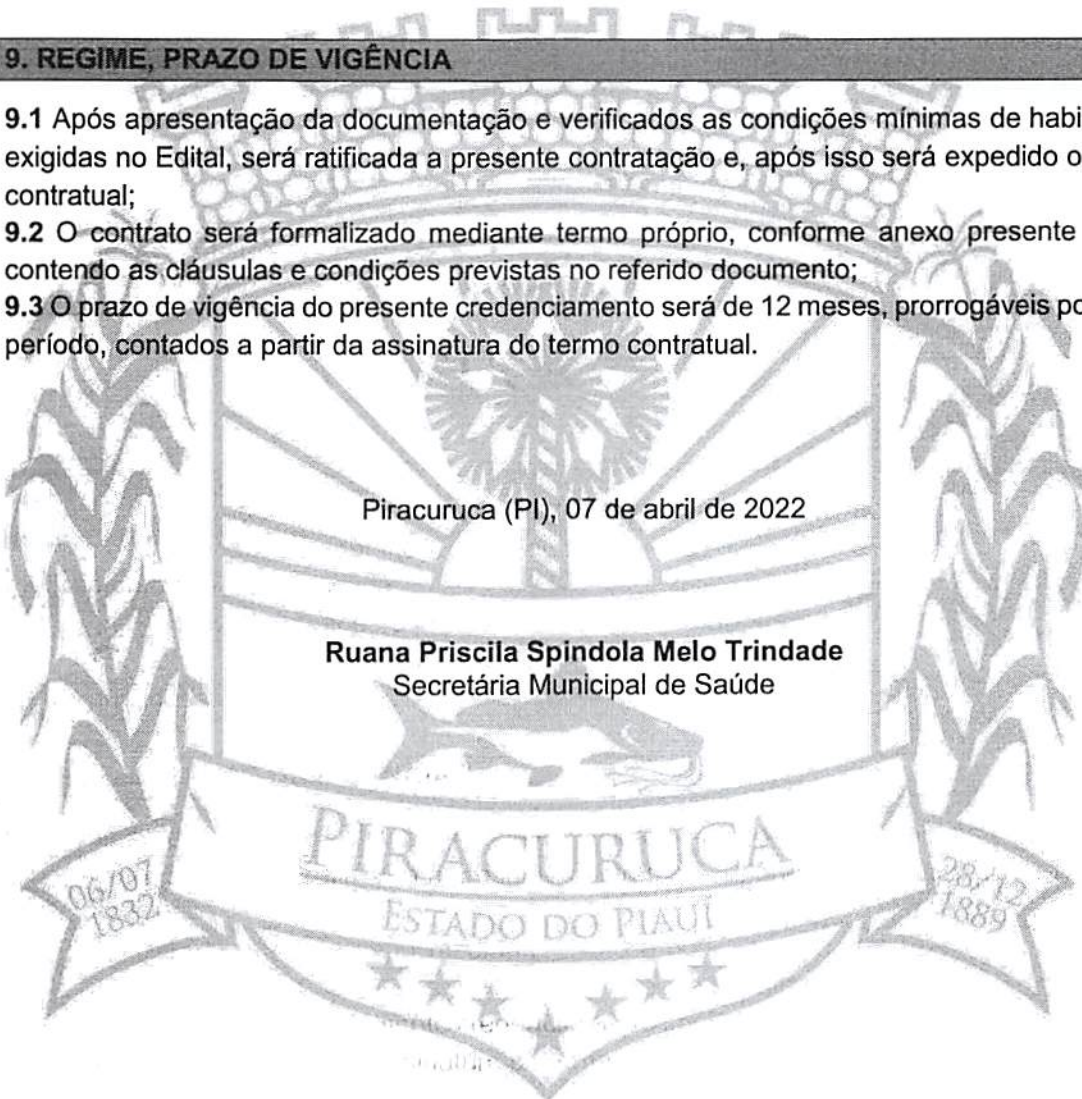 9. REGIME, PRAZO DE VIGÊNCIA
9.1 Após apresentação da documentação e verificados as condições mínimas de habi
exigidas no Edital, será ratificada a presente contratação e, após isso será expedido o
contratual;
9.2 O contrato será formalizado mediante termo próprio, conforme anexo presente
contendo as cláusulas e condições previstas no referido documento;
9.3 O prazo de vigência do presente credenciamento será de 12 meses, prorrogáveis po
período, contados a partir da assinatura do termo contratual.
Piracuruca (PI), 07 de abril de 2022
Ruana Priscila Spindola Melo Trindade
Secretária Municipal de Saúde
PIRACURUCA
06/07
1832
28/12
1889
ESTADO DO PIAUÍ